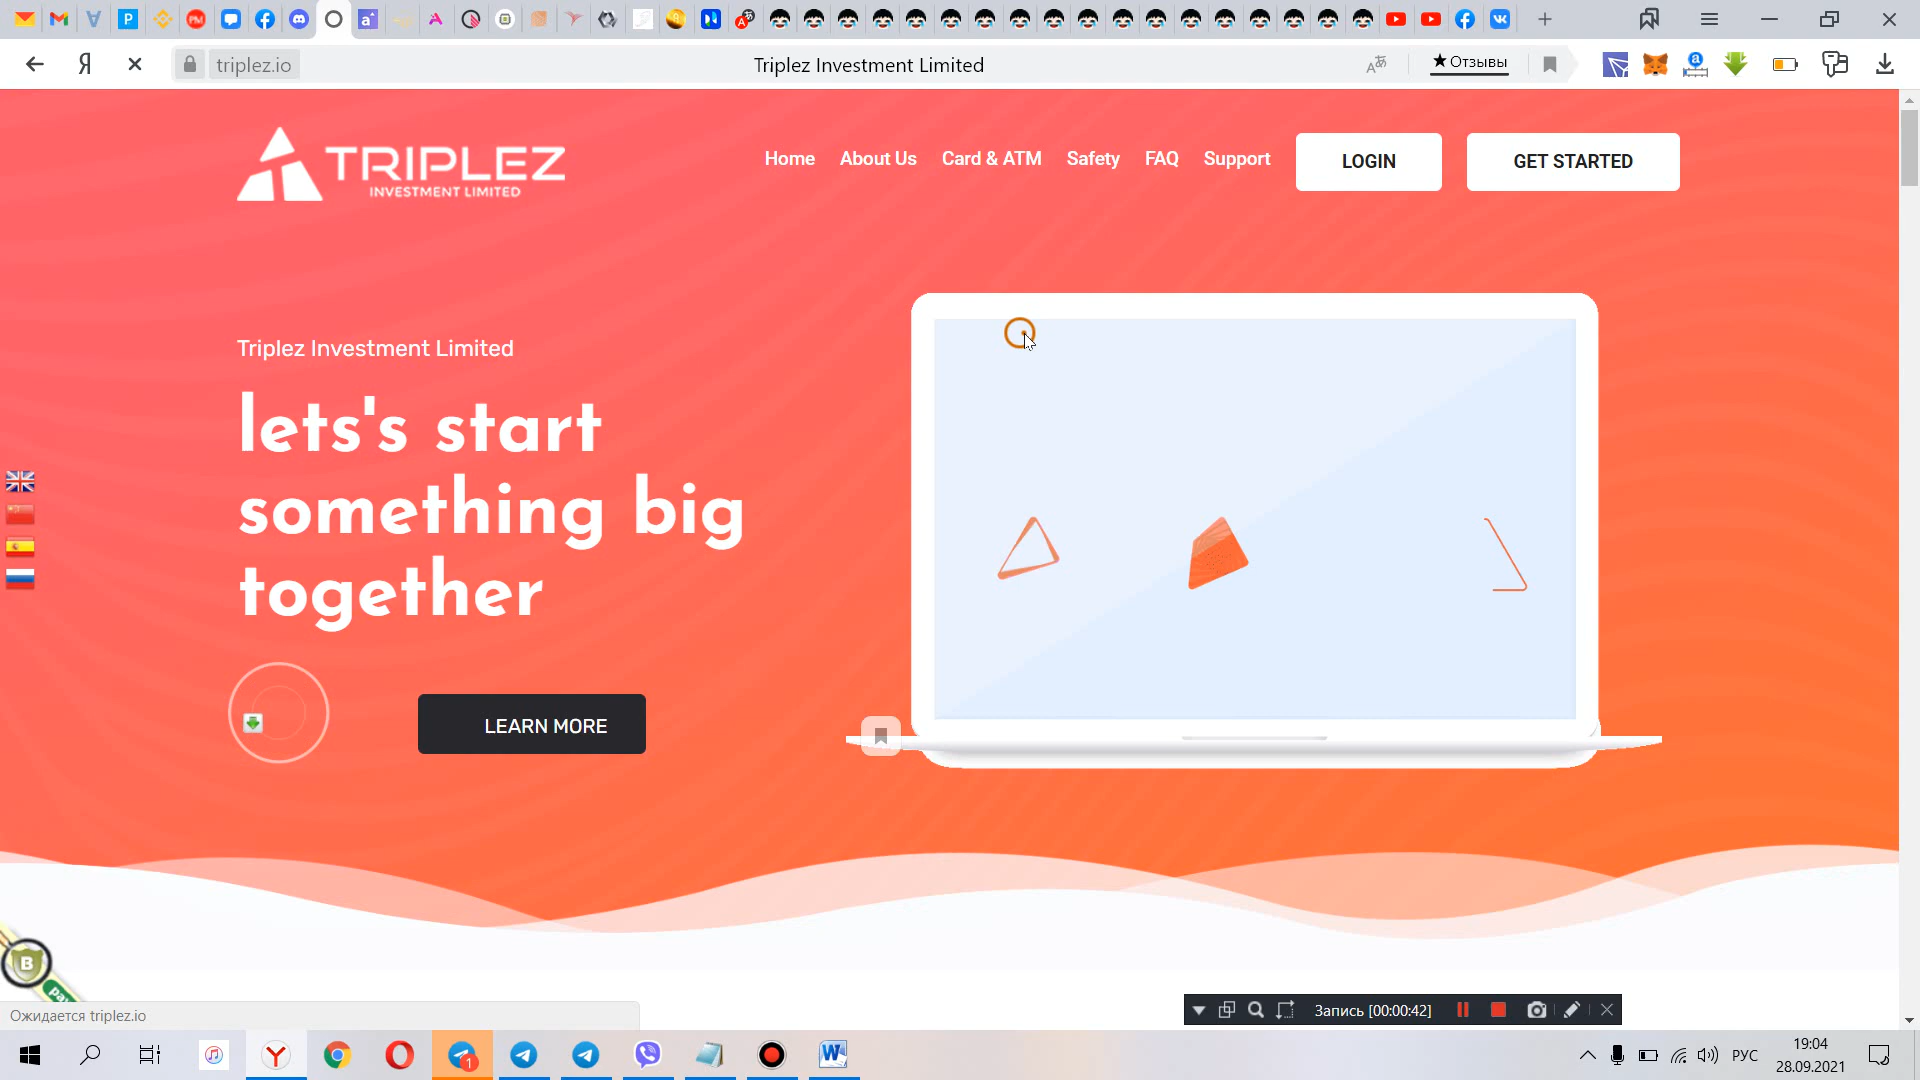 triplez.io
Triplez Investment Limited
★Отзывы
TRIPLEZ
INVESTMENT LIMITED
Home
About Us
Card & ATM
Safety
FAQ
Support
LOGIN
GET STARTED
Triplez Investment Limited
lets's start
something big
together
LEARN MORE
B
Ожидается triplez.io
Запись [00:00:42]
1
РУС
19:04
28.09.2021